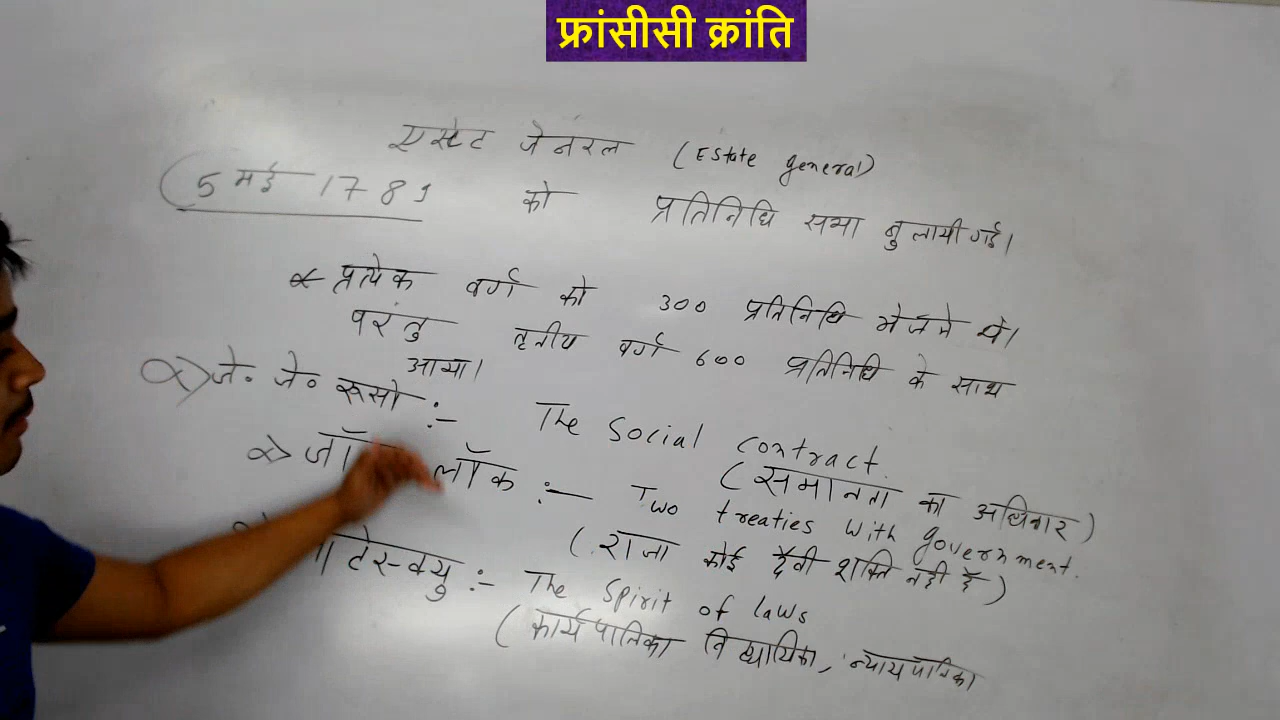 फ्रांसीसी क्रांति
एस्टेट जेनरल (Estate general)
(5 मई 1789 को प्रतिनिधि सभा बुलायी गई।
प्रत्येक वर्ग को 300 प्रतिनिधि भेजने थे।
परंतु तृतीय वर्ग 600 प्रतिनिधि के साथ
आया।
जे॰ जे॰ रूसो :- The Social Contract.
(समानता का अधिकार)
लॉक :- Two treaties with government.
(राजा कोई दैवी शक्ति नहीं है)
टेस्क्यु :- The Spirit of laws
(कार्यपालिका विधायिका, न्यायपालिका